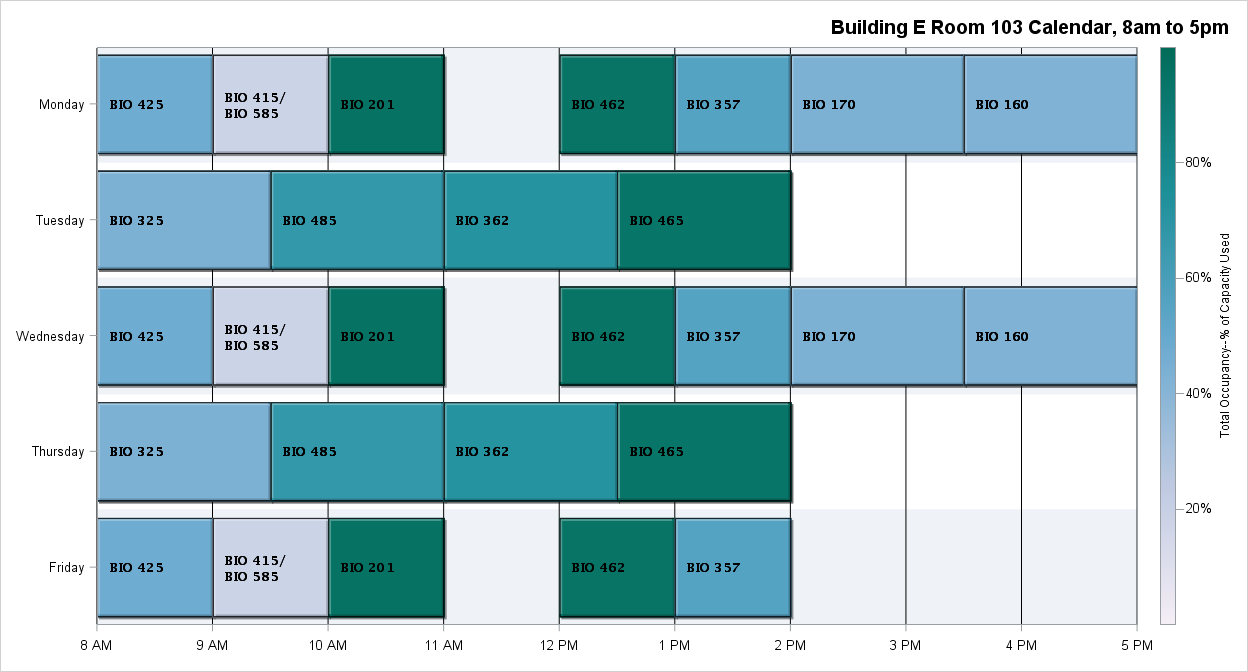 Building E Room 103 Calendar, 8am to 5pm
Monday
BIO 425
BIO 415/
BIO 585
BIO 201
BIO 462
BIO 357
BIO 170
BIO 160
Tuesday
BIO 325
BIO 485
BIO 362
BIO 465
Wednesday
BIO 425
BIO 415/
BIO 585
BIO 201
BIO 462
BIO 357
BIO 170
BIO 160
Thursday
BIO 325
BIO 485
BIO 362
BIO 465
Friday
BIO 425
BIO 415/
BIO 585
BIO 201
BIO 462
BIO 357
8 AM
9 AM
10 AM
11 AM
12 PM
1 PM
2 PM
3 PM
4 PM
5 PM
80%
60%
40%
20%
Total Occupancy--% of Capacity Used